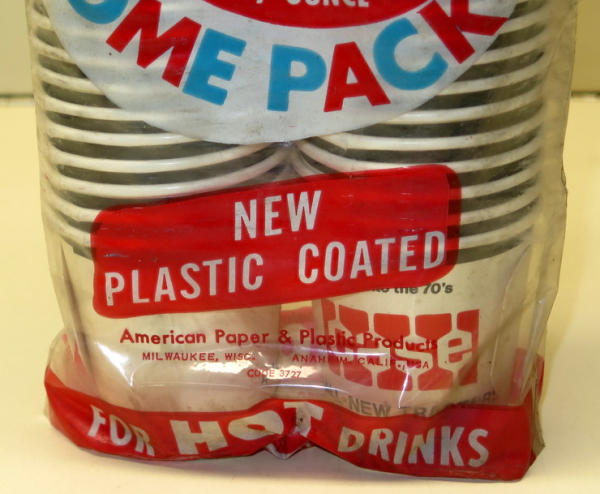 OUNCE
OME PACK
NEW
PLASTIC COATED
the 70's
American Paper & Plastic Products
MILWAUKEE, WISC. ANAHEIM, CALIF., USA
CODE 3727
NEW
FOR HOT DRINKS